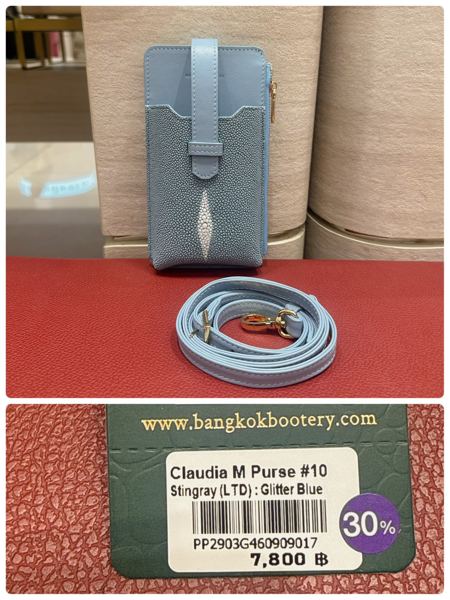 www.bangkokbootery.com
Claudia M Purse #10
Stingray (LTD) : Glitter Blue
PP2903G460909017
7,800 ฿
30%